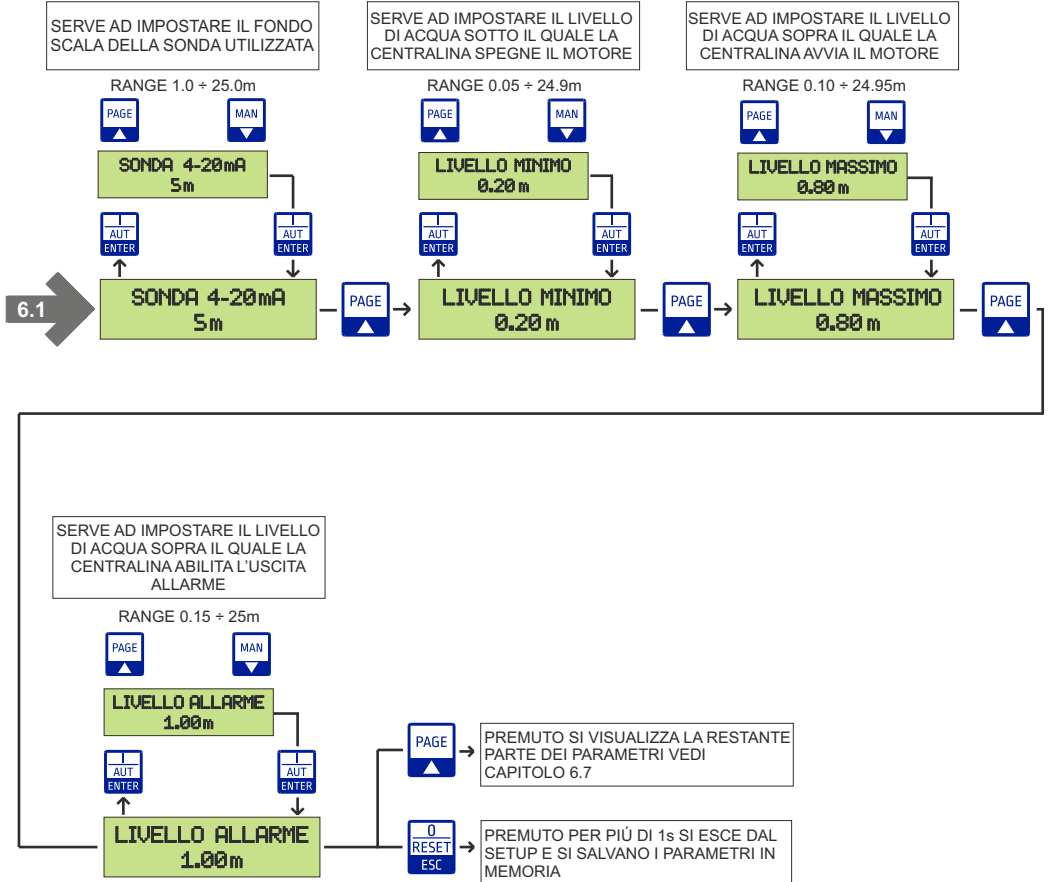 SERVE AD IMPOSTARE IL FONDO
SCALA DELLA SONDA UTILIZZATA
RANGE 1.0 ÷ 25.0m
PAGE
MAN
SONDA 4-20mA
5m
AUT
ENTER
AUT
ENTER
6.1
SONDA 4-20mA
5m
PAGE
SERVE AD IMPOSTARE IL LIVELLO
DI ACQUA SOTTO IL QUALE LA
CENTRALINA SPEGNE IL MOTORE
RANGE 0.05 ÷ 24.9m
PAGE
MAN
LIVELLO MINIMO
0.20 m
AUT
ENTER
AUT
ENTER
LIVELLO MINIMO
0.20 m
PAGE
SERVE AD IMPOSTARE IL LIVELLO
DI ACQUA SOPRA IL QUALE LA
CENTRALINA AVVIA IL MOTORE
RANGE 0.10 ÷ 24.95m
PAGE
MAN
LIVELLO MASSIMO
0.80 m
AUT
ENTER
AUT
ENTER
LIVELLO MASSIMO
0.80 m
PAGE
SERVE AD IMPOSTARE IL LIVELLO
DI ACQUA SOPRA IL QUALE LA
CENTRALINA ABILITA L'USCITA
ALLARME
RANGE 0.15 ÷ 25m
PAGE
MAN
LIVELLO ALLARME
1.00m
I
AUT
ENTER
I
AUT
ENTER
LIVELLO ALLARME
1.00m
PAGE
PREMUTO SI VISUALIZZA LA RESTANTE
PARTE DEI PARAMETRI VEDI
CAPITOLO 6.7
0
RESET
ESC
PREMUTO PER PIÚ DI 1s SI ESCE DAL
SETUP E SI SALVANO I PARAMETRI IN
MEMORIA